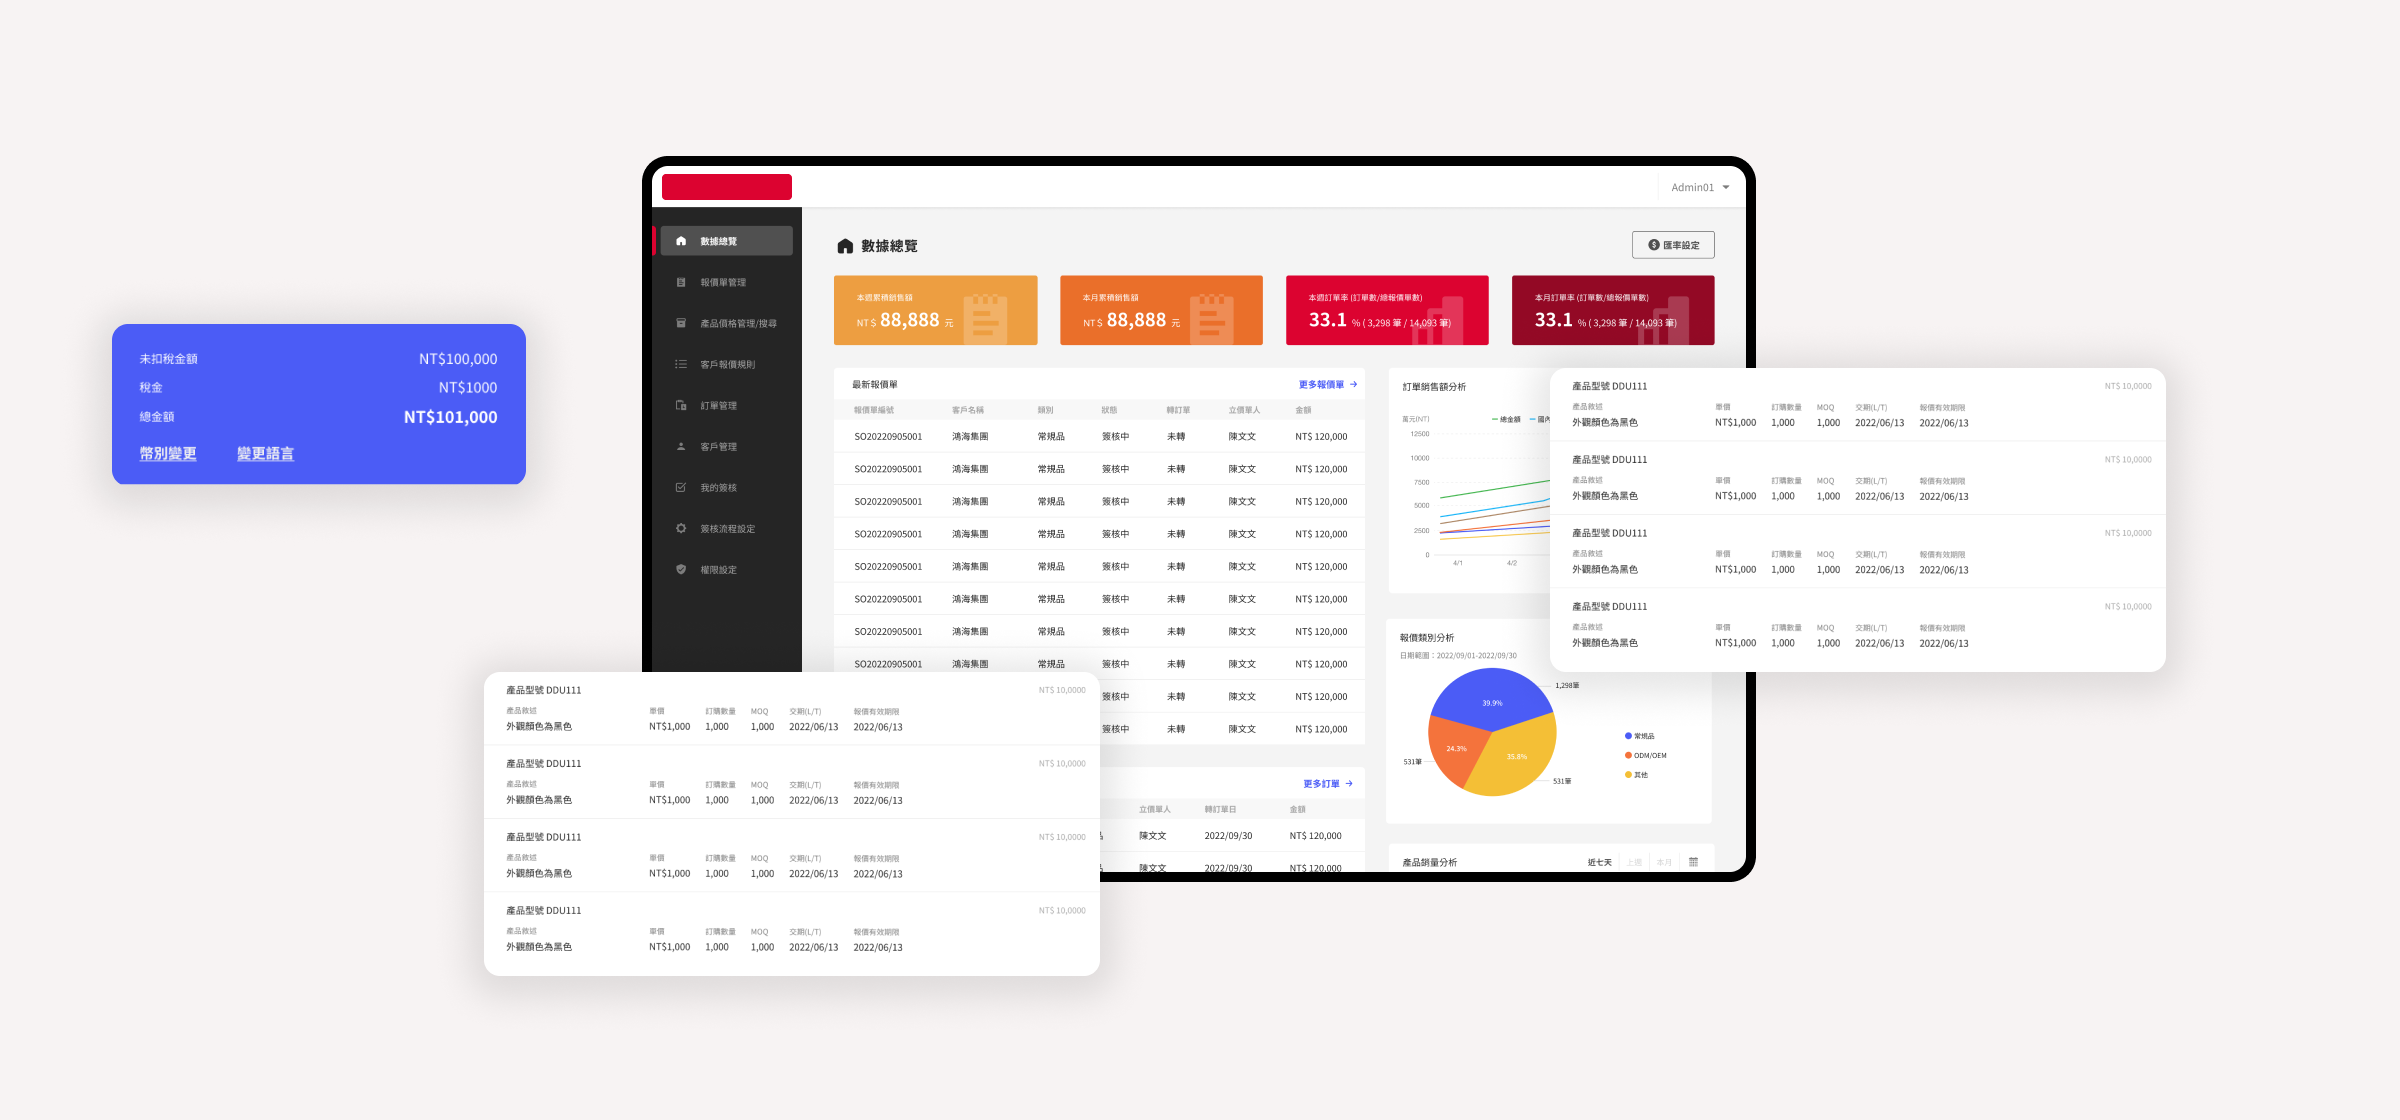 Admin01
數據總覽
報價單管理
產品價格管理/搜尋
客戶報價規則
訂單管理
客戶管理
我的簽核
簽核流程設定
權限設定
數據總覽
匯率設定
本週累積銷售額
NT $ 88,888 元
本月累積銷售額
NT $ 88,888 元
本週訂單率 (訂單數/總報價單數)
33.1 % ( 3,298 筆 / 14,093 筆)
本月訂單率 (訂單數/總報價單數)
33.1 % ( 3,298 筆 / 14,093 筆)
未扣稅金額 NT$100,000
稅金 NT$1000
總金額 NT$101,000
幣別變更 變更語言
最新報價單 更多報價單 →
報價單編號 客戶名稱 類別 狀態 轉訂單 立價單人 金額
SO20220905001 鴻海集團 常規品 簽核中 未轉 陳文文 NT$ 120,000
SO20220905001 鴻海集團 常規品 簽核中 未轉 陳文文 NT$ 120,000
SO20220905001 鴻海集團 常規品 簽核中 未轉 陳文文 NT$ 120,000
SO20220905001 鴻海集團 常規品 簽核中 未轉 陳文文 NT$ 120,000
SO20220905001 鴻海集團 常規品 簽核中 未轉 陳文文 NT$ 120,000
SO20220905001 鴻海集團 常規品 簽核中 未轉 陳文文 NT$ 120,000
SO20220905001 鴻海集團 常規品 簽核中 未轉 陳文文 NT$ 120,000
SO20220905001 鴻海集團 常規品 簽核中 未轉 陳文文 NT$ 120,000
簽核中 未轉 陳文文 NT$ 120,000
簽核中 未轉 陳文文 NT$ 120,000
更多訂單 →
立價單人 轉訂單日 金額
陳文文 2022/09/30 NT$ 120,000
陳文文 2022/09/30 NT$ 120,000
訂單銷售額分析
萬元(NT) 總金額 國
12500
10000
7500
5000
2500
0
4/1 4/2
報價類別分析
日期範圍：2022/09/01-2022/09/30
39.9%
24.3%
35.8%
1,298筆
531筆
531筆
常規品
ODM/OEM
其他
產品銷量分析 近七天 上週 本月
產品型號 DDU111 NT$ 10,0000
產品敘述 單價 訂購數量 MOQ 交期(L/T) 報價有效期限
外觀顏色為黑色 NT$1,000 1,000 1,000 2022/06/13 2022/06/13
產品型號 DDU111 NT$ 10,0000
產品敘述 單價 訂購數量 MOQ 交期(L/T) 報價有效期限
外觀顏色為黑色 NT$1,000 1,000 1,000 2022/06/13 2022/06/13
產品型號 DDU111 NT$ 10,0000
產品敘述 單價 訂購數量 MOQ 交期(L/T) 報價有效期限
外觀顏色為黑色 NT$1,000 1,000 1,000 2022/06/13 2022/06/13
產品型號 DDU111 NT$ 10,0000
產品敘述 單價 訂購數量 MOQ 交期(L/T) 報價有效期限
外觀顏色為黑色 NT$1,000 1,000 1,000 2022/06/13 2022/06/13
產品型號 DDU111 NT$ 10,0000
產品敘述 單價 訂購數量 MOQ 交期(L/T) 報價有效期限
外觀顏色為黑色 NT$1,000 1,000 1,000 2022/06/13 2022/06/13
產品型號 DDU111 NT$ 10,0000
產品敘述 單價 訂購數量 MOQ 交期(L/T) 報價有效期限
外觀顏色為黑色 NT$1,000 1,000 1,000 2022/06/13 2022/06/13
產品型號 DDU111 NT$ 10,0000
產品敘述 單價 訂購數量 MOQ 交期(L/T) 報價有效期限
外觀顏色為黑色 NT$1,000 1,000 1,000 2022/06/13 2022/06/13
產品型號 DDU111 NT$ 10,0000
產品敘述 單價 訂購數量 MOQ 交期(L/T) 報價有效期限
外觀顏色為黑色 NT$1,000 1,000 1,000 2022/06/13 2022/06/13